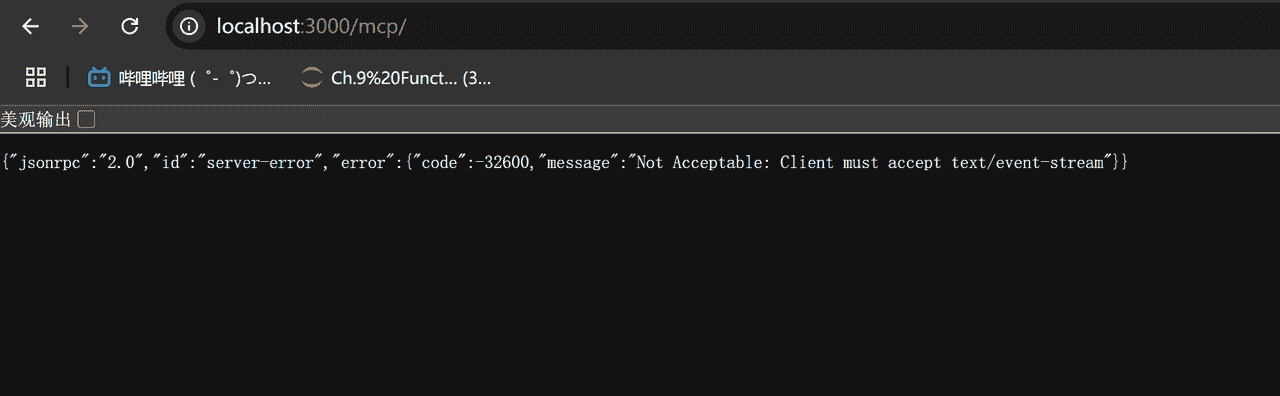 localhost:3000/mcp/
哔哩哔哩 (゜-゜)つ... Ch.9%20Funct... (3...
美观输出
{"jsonrpc":"2.0","id":"server-error","error":{"code":-32600,"message":"Not Acceptable: Client must accept text/event-stream"}}